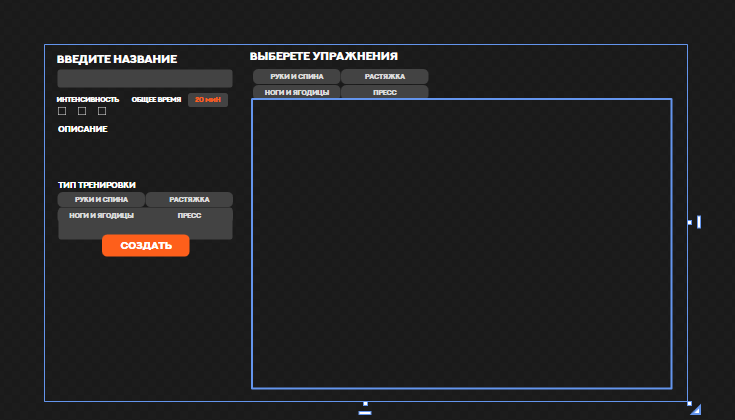 ВВЕДИТЕ НАЗВАНИЕ
ИНТЕНСИВНОСТЬ ОБЩЕЕ ВРЕМЯ 20 МИН
ОПИСАНИЕ
ТИП ТРЕНИРОВКИ
РУКИ И СПИНА РАСТЯЖКА
НОГИ И ЯГОДИЦЫ ПРЕСС
СОЗДАТЬ
ВЫБЕРЕТЕ УПРАЖНЕНИЯ
РУКИ И СПИНА РАСТЯЖКА
НОГИ И ЯГОДИЦЫ ПРЕСС